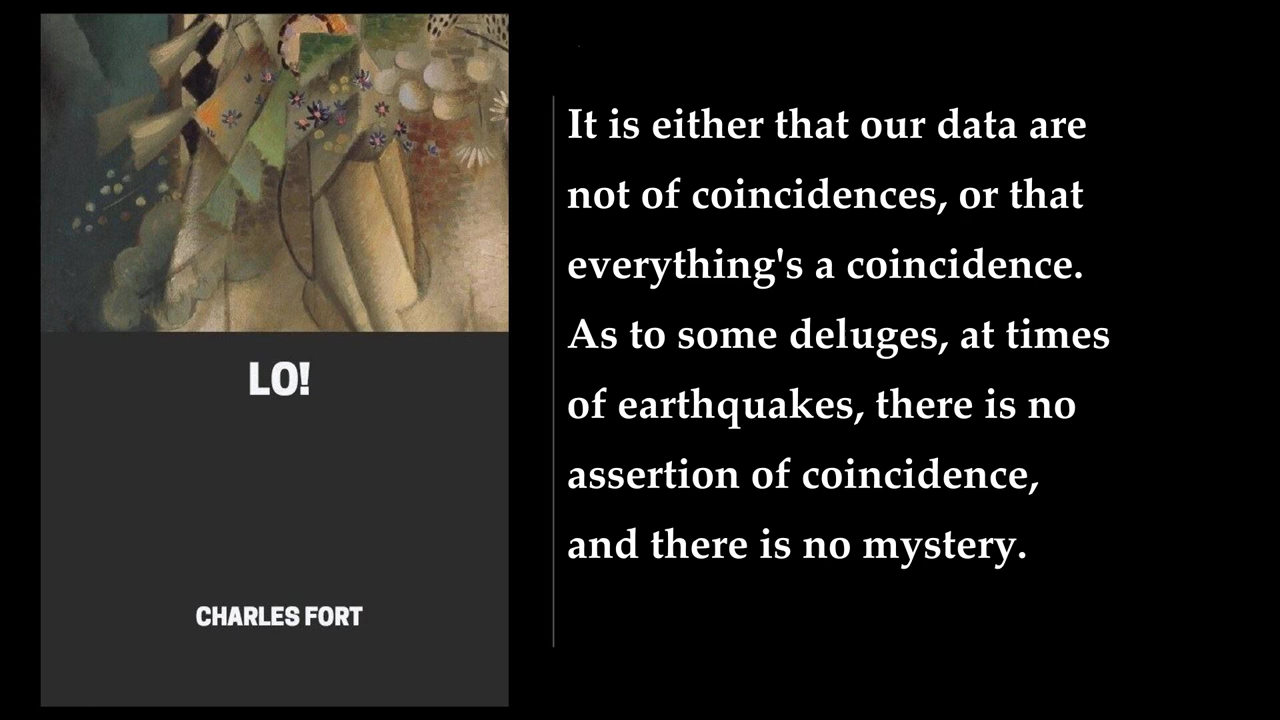 LO!
CHARLES FORT
It is either that our data are
not of coincidences, or that
everything's a coincidence.
As to some deluges, at times
of earthquakes, there is no
assertion of coincidence,
and there is no mystery.